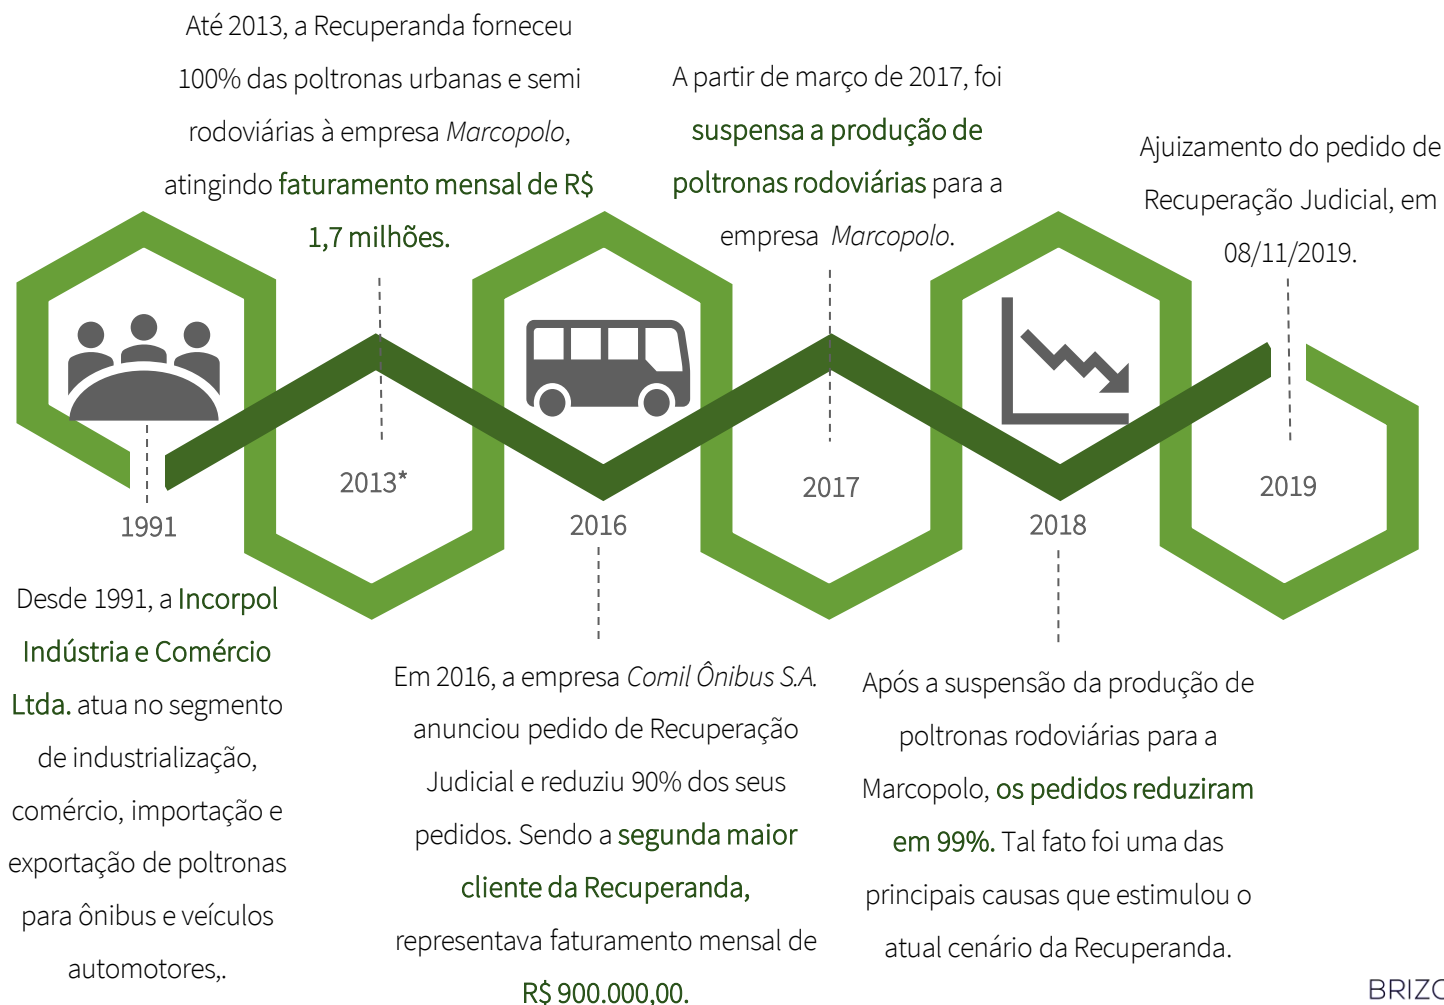 Até 2013, a Recuperanda forneceu
100% das poltronas urbanas e semi
rodoviárias à empresa Marcopolo,
atingindo faturamento mensal de R$
1,7 milhões.
A partir de março de 2017, foi
suspensa a produção de
poltronas rodoviárias para a
empresa Marcopolo.
Ajuizamento do pedido de
Recuperação Judicial, em
08/11/2019.
1991
2013*
2016
2017
2018
2019
Desde 1991, a Incorpol
Indústria e Comércio
Ltda. atua no segmento
de industrialização,
comércio, importação e
exportação de poltronas
para ônibus e veículos
automotores,.
Em 2016, a empresa Comil Ônibus S.A.
anunciou pedido de Recuperação
Judicial e reduziu 90% dos seus
pedidos. Sendo a segunda maior
cliente da Recuperanda,
representava faturamento mensal de
R$ 900.000,00.
Após a suspensão da produção de
poltronas rodoviárias para a
Marcopolo, os pedidos reduziram
em 99%. Tal fato foi uma das
principais causas que estimulou o
atual cenário da Recuperanda.